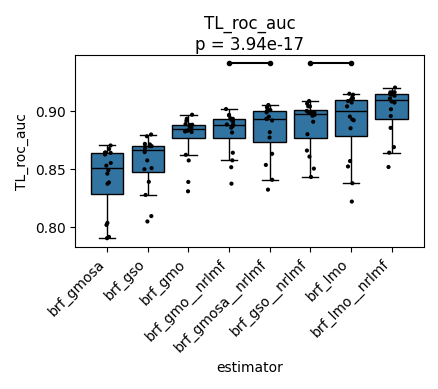 TL_roc_auc
p = 3.94e-17
TL_roc_auc
0.90
0.85
0.80
brf_gmosa
brf_gso
brf_gmo
brf_gmo__nrlmf
brf_gmosa__nrlmf
brf_gso__nrlmf
brf_lmo
brf_lmo__nrlmf
estimator